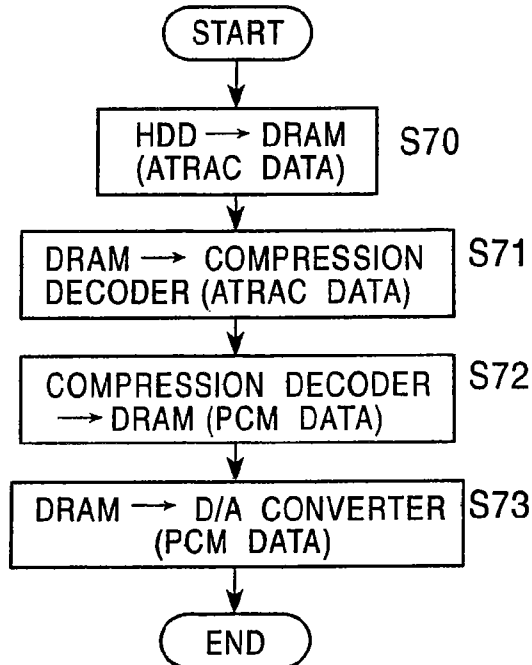 START
HDD → DRAM
(ATRAC DATA)
S70
DRAM → COMPRESSION
DECODER (ATRAC DATA)
S71
COMPRESSION DECODER
→ DRAM (PCM DATA)
S72
DRAM → D/A CONVERTER
(PCM DATA)
S73
END